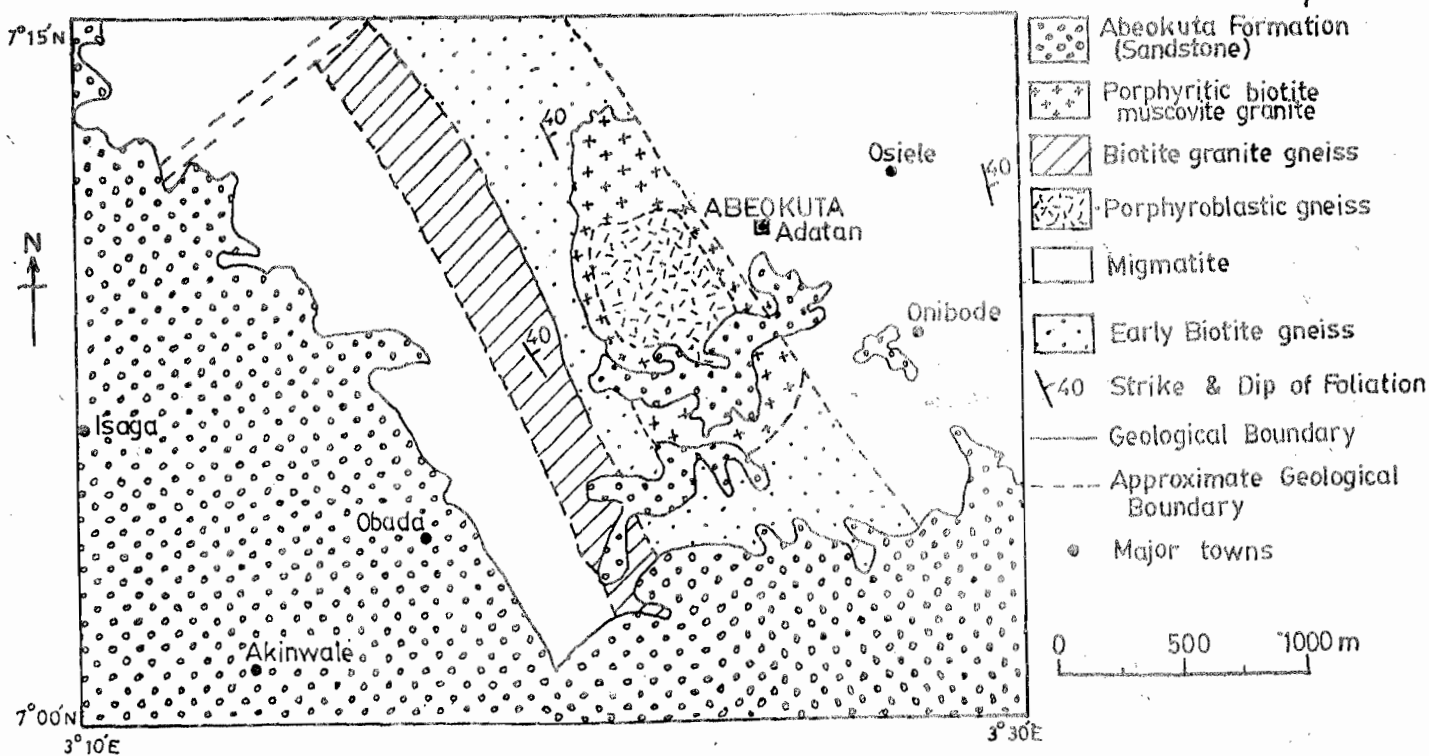 7°15'N
40
Osiele
40
ABEOKUTA
Adatan
N
Onibode
40
Isaga
Obada
Akinwale
7°00'N
3°10'E
3°30'E
Abeokuta Formation
(Sandstone)
Porphyritic biotite
muscovite granite
Biotite granite gneiss
Porphyroblastic gneiss
Migmatite
Early Biotite gneiss
40 Strike & Dip of Foliation
Geological Boundary
Approximate Geological
Boundary
Major towns
0 500 1000 m